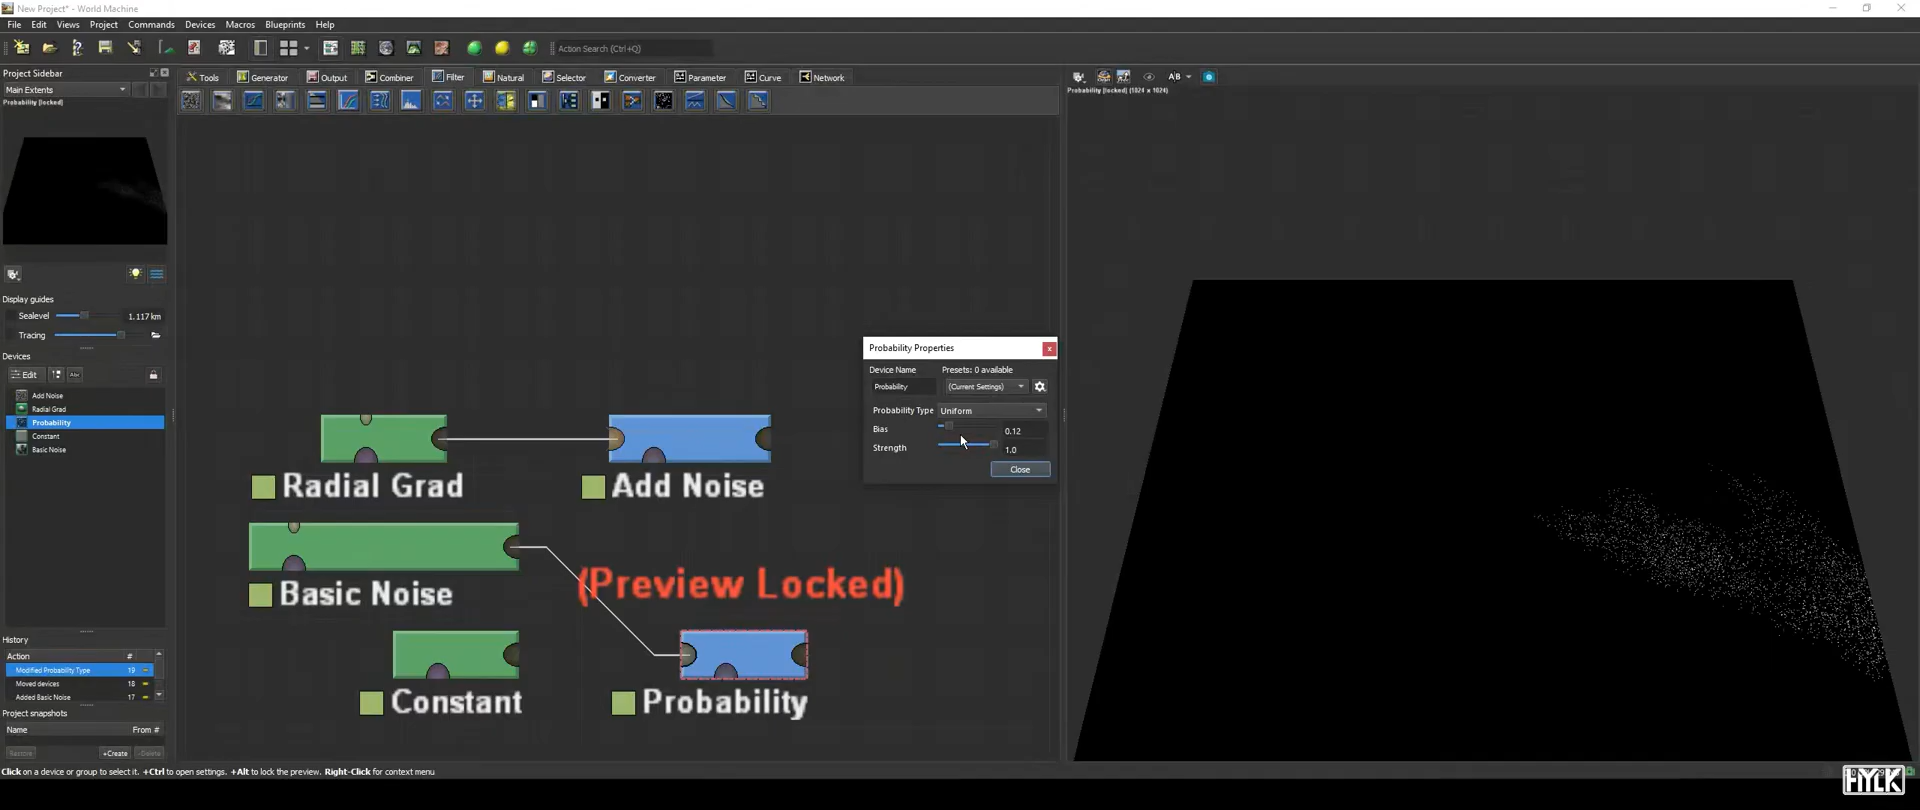 New Project* - World Machine
File Edit Views Project Commands Devices Macros Blueprints Help
Action Search (Ctrl+Q)
Project Sidebar
Main Extents
Probability [locked]
Tools Generator Output Combiner Filter Natural Selector Converter Parameter Curve Network
A/B
Probability [locked] (1024 x 1024)
Display guides
Sealevel 1.117 km
Tracing
Devices
Edit Abc
Add Noise
Radial Grad
Probability
Constant
Basic Noise
Radial Grad
Add Noise
Basic Noise
(Preview Locked)
Constant
Probability
Probability Properties
Device Name Presets: 0 available
Probability (Current Settings)
Probability Type Uniform
Bias 0.12
Strength 1.0
Close
History
Action #
Modified Probability Type 19
Moved devices 18
Added Basic Noise 17
Project snapshots
Name From #
Restore +Create -Delete
Click on a device or group to select it. +Ctrl to open settings. +Alt to lock the preview. Right-Click for context menu
HYLK